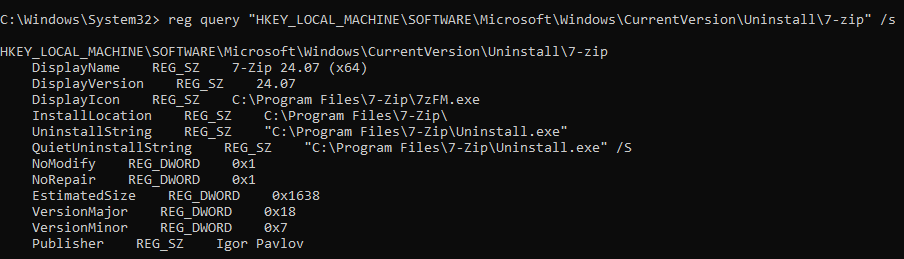 C:\Windows\System32> reg query "HKEY_LOCAL_MACHINE\SOFTWARE\Microsoft\Windows\CurrentVersion\Uninstall\7-zip" /s
HKEY_LOCAL_MACHINE\SOFTWARE\Microsoft\Windows\CurrentVersion\Uninstall\7-zip
    DisplayName    REG_SZ    7-Zip 24.07 (x64)
    DisplayVersion    REG_SZ    24.07
    DisplayIcon    REG_SZ    C:\Program Files\7-Zip\7zFM.exe
    InstallLocation    REG_SZ    C:\Program Files\7-Zip\
    UninstallString    REG_SZ    "C:\Program Files\7-Zip\Uninstall.exe"
    QuietUninstallString    REG_SZ    "C:\Program Files\7-Zip\Uninstall.exe" /S
    NoModify    REG_DWORD    0x1
    NoRepair    REG_DWORD    0x1
    EstimatedSize    REG_DWORD    0x1638
    VersionMajor    REG_DWORD    0x18
    VersionMinor    REG_DWORD    0x7
    Publisher    REG_SZ    Igor Pavlov